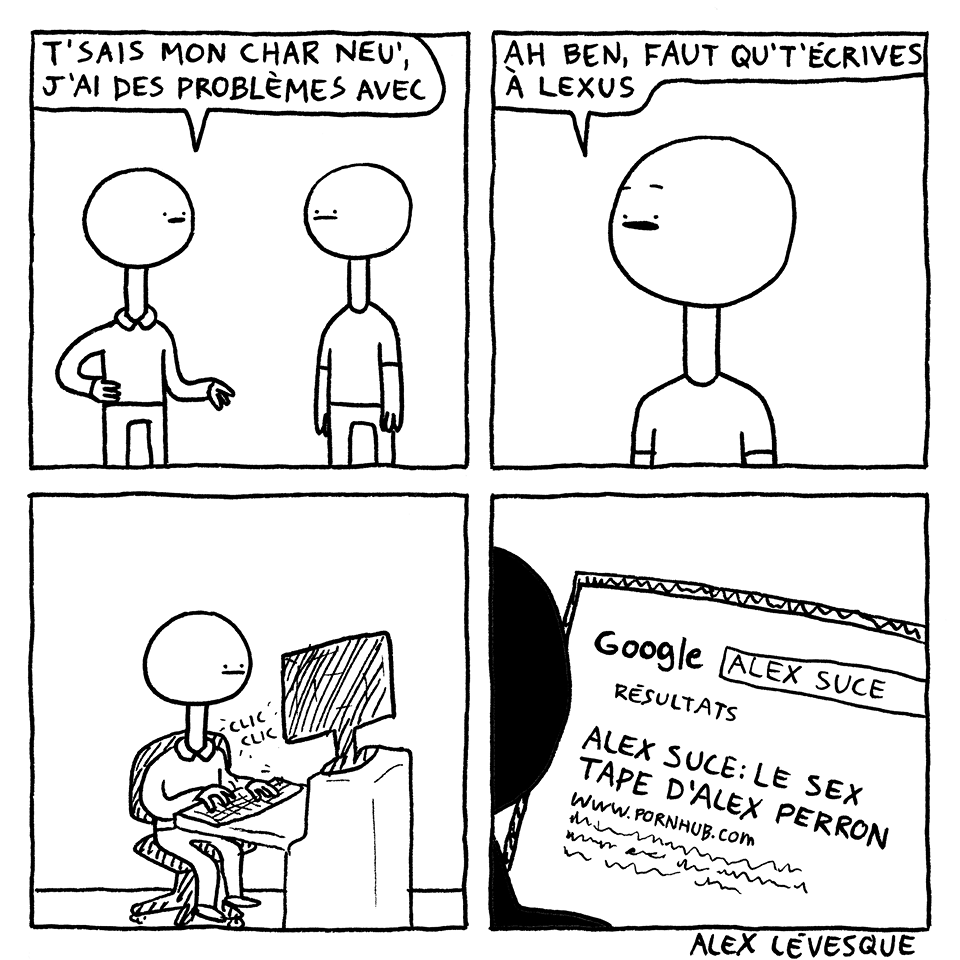 T'SAIS MON CHAR NEU',
J'AI DES PROBLÈMES AVEC
AH BEN, FAUT QU'T'ÉCRIVES
À LEXUS
CLIC
CLIC
Google ALEX SUCE
RÉSULTATS
ALEX SUCE: LE SEX
TAPE D'ALEX PERRON
WWW.PORNHUB.COM
ALEX LÉVESQUE